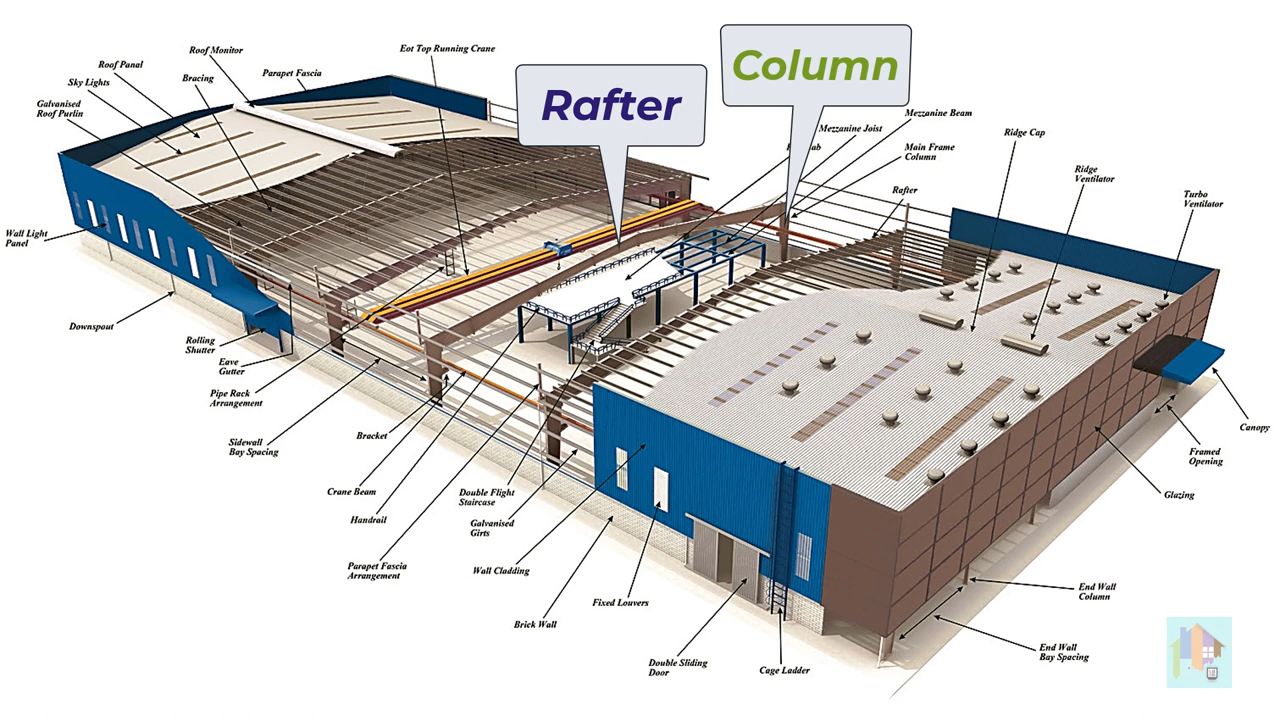 Eot Top Running Crane
Roof Monitor
Roof Panel
Parapet Fascia
Bracing
Sky Lights
Galvanised
Roof Purlin
Rafter
Column
Mezzanine Joist
Mezzanine Beam
Main Frame
Column
Rafter
Ridge Cap
Ridge
Ventilator
Turbo
Ventilator
Wall Light
Panel
Downspout
Rolling
Shutter
Eave
Gutter
Pipe Rack
Arrangement
Sidewall
Bay Spacing
Bracket
Crane Beam
Handrail
Parapet Fascia
Arrangement
Double Flight
Staircase
Galvanised
Girts
Wall Cladding
Brick Wall
Fixed Louvers
Double Sliding
Door
Cage Ladder
Canopy
Framed
Opening
Glazing
End Wall
Column
End Wall
Bay Spacing